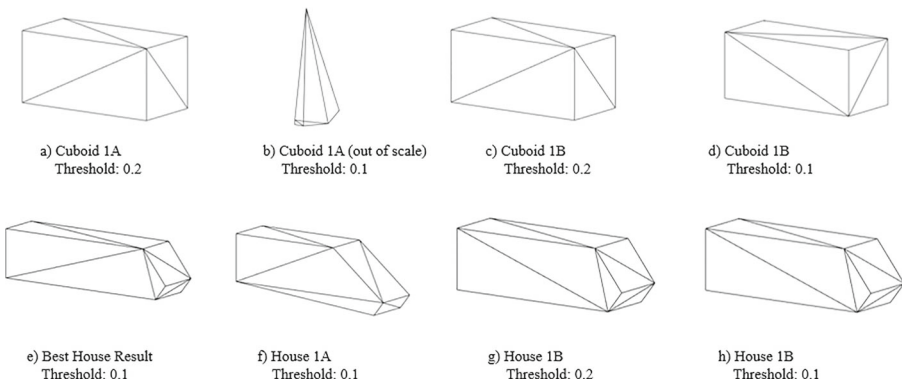 a) Cuboid 1A
Threshold: 0.2
b) Cuboid 1A (out of scale)
Threshold: 0.1
c) Cuboid 1B
Threshold: 0.2
d) Cuboid 1B
Threshold: 0.1
e) Best House Result
Threshold: 0.1
f) House 1A
Threshold: 0.1
g) House 1B
Threshold: 0.2
h) House 1B
Threshold: 0.1